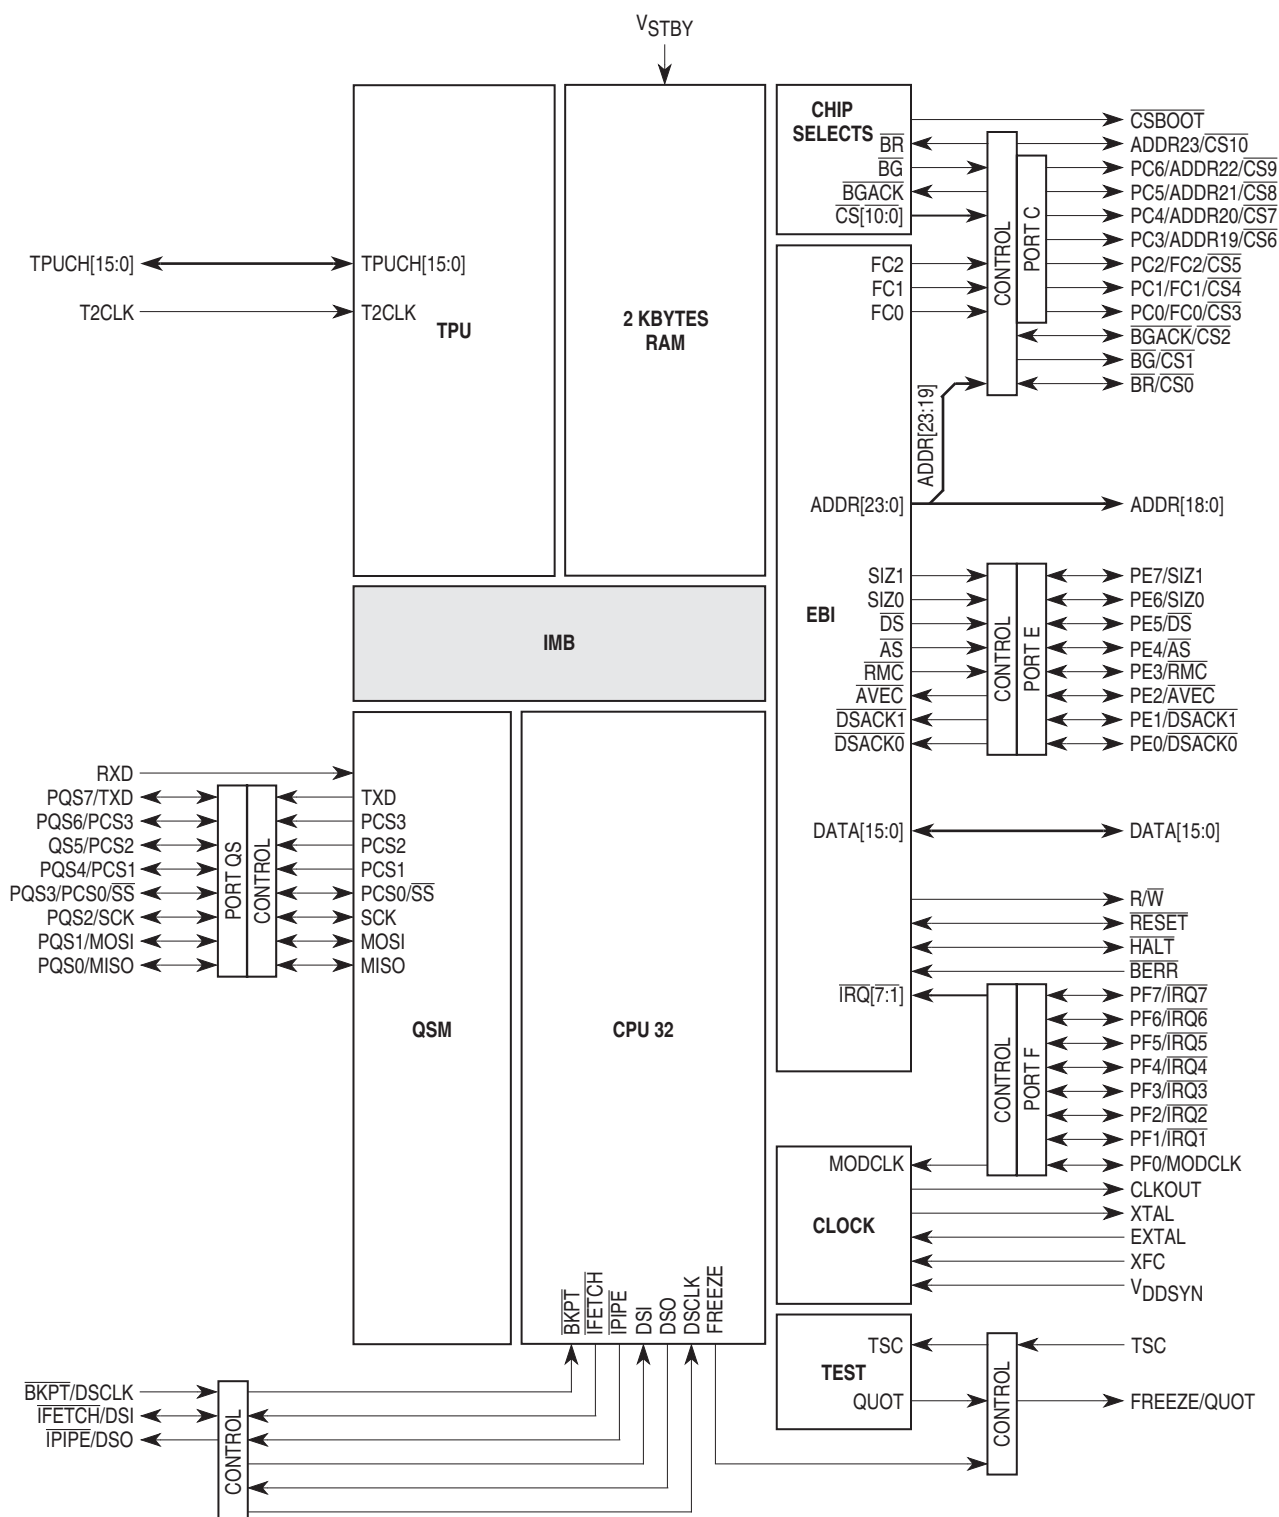 VSTBY
TPU
2 KBYTES
RAM
CHIP
SELECTS
BR
BG
BGACK
CS[10:0]
CONTROL
PORT C
CSBOOT
ADDR23/CS10
PC6/ADDR22/CS9
PC5/ADDR21/CS8
PC4/ADDR20/CS7
PC3/ADDR19/CS6
PC2/FC2/CS5
PC1/FC1/CS4
PC0/FC0/CS3
BGACK/CS2
BG/CS1
BR/CS0
TPUCH[15:0]
TPUCH[15:0]
T2CLK
T2CLK
FC2
FC1
FC0
ADDR[23:19]
ADDR[23:0]
ADDR[18:0]
EBI
SIZ1
SIZ0
DS
AS
RMC
AVEC
DSACK1
DSACK0
CONTROL
PORT E
PE7/SIZ1
PE6/SIZ0
PE5/DS
PE4/AS
PE3/RMC
PE2/AVEC
PE1/DSACK1
PE0/DSACK0
IMB
RXD
PQS7/TXD
PQS6/PCS3
QS5/PCS2
PQS4/PCS1
PQS3/PCS0/SS
PQS2/SCK
PQS1/MOSI
PQS0/MISO
PORT QS
CONTROL
TXD
PCS3
PCS2
PCS1
PCS0/SS
SCK
MOSI
MISO
QSM
CPU 32
DATA[15:0]
DATA[15:0]
R/W
RESET
HALT
BERR
IRQ[7:1]
CONTROL
PORT F
PF7/IRQ7
PF6/IRQ6
PF5/IRQ5
PF4/IRQ4
PF3/IRQ3
PF2/IRQ2
PF1/IRQ1
PF0/MODCLK
MODCLK
CLOCK
CLKOUT
XTAL
EXTAL
XFC
VDDSYN
BKPT
IFETCH
IPIPE
DSI
DSO
DSCLK
FREEZE
TSC
TEST
QUOT
CONTROL
TSC
FREEZE/QUOT
BKPT/DSCLK
IFETCH/DSI
IPIPE/DSO
CONTROL